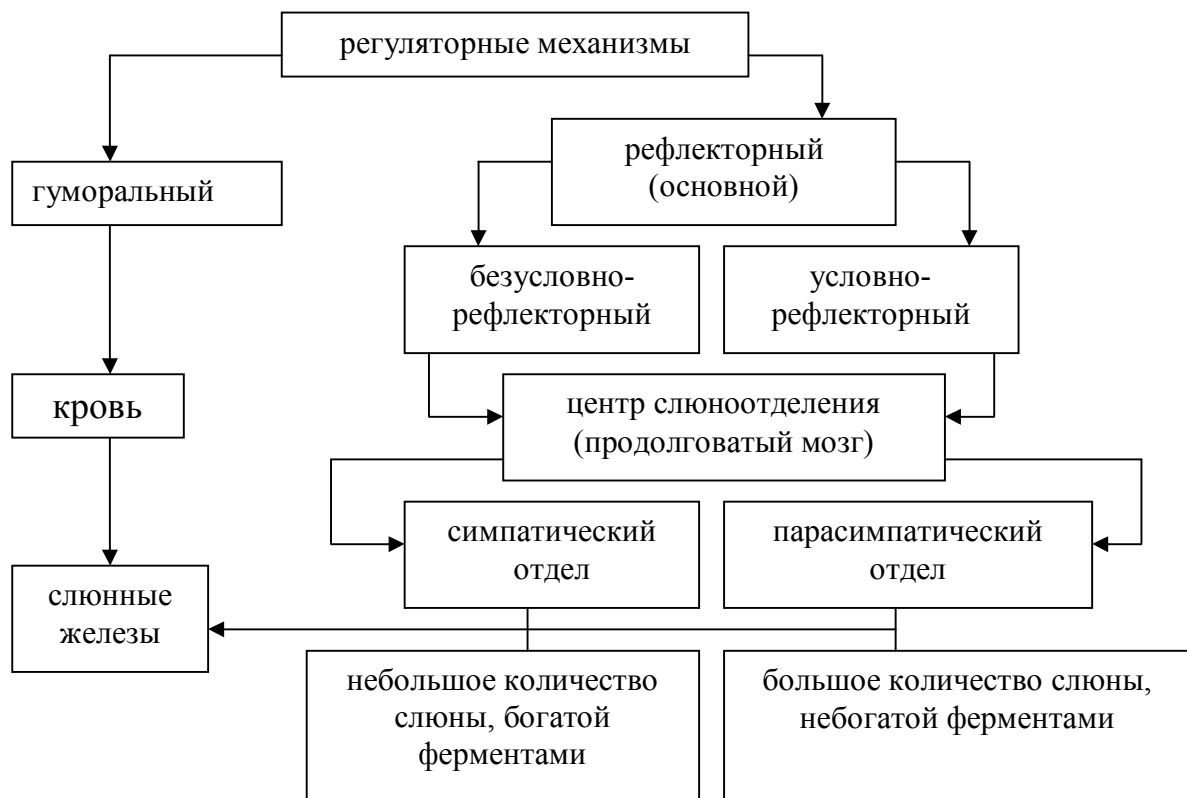 регуляторные механизмы
рефлекторный
(основной)
гуморальный
безусловно-
рефлекторный
условно-
рефлекторный
кровь
центр слюноотделения
(продолговатый мозг)
симпатический
отдел
парасимпатический
отдел
слюнные
железы
небольшое количество
слюны, богатой
ферментами
большое количество слюны,
небогатой ферментами